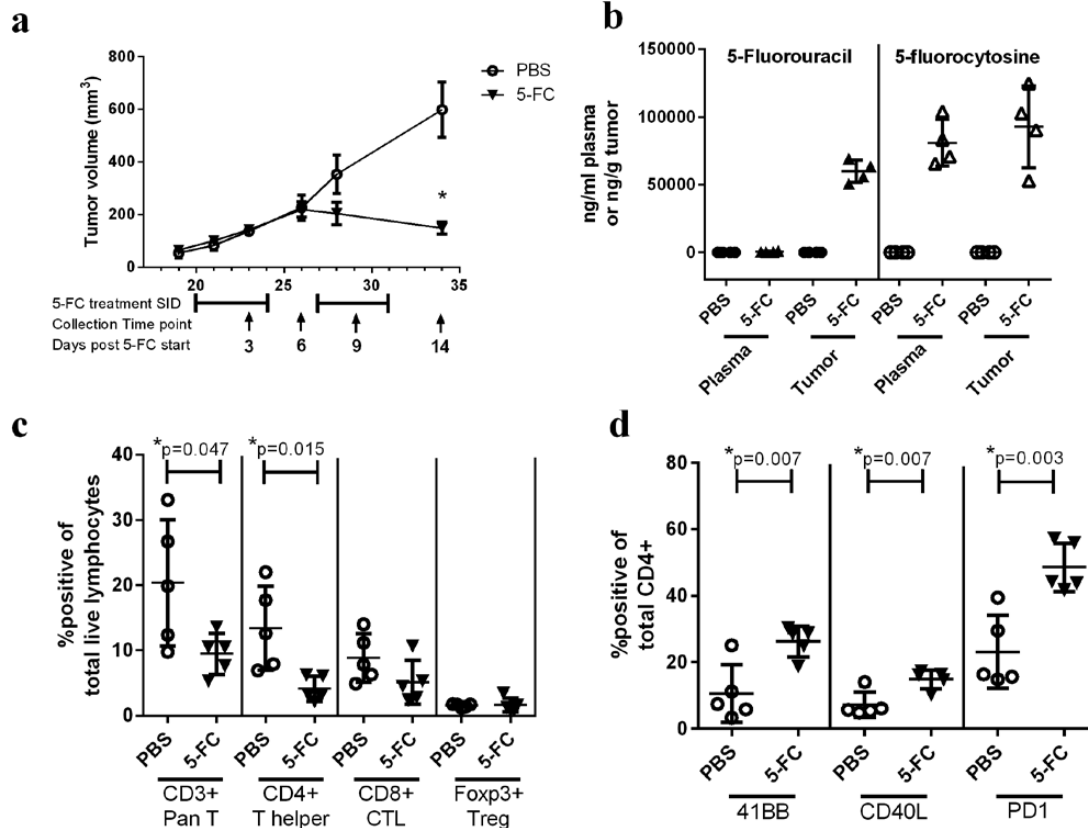 a
Tumor volume (mm³)
800
600
400
200
0
PBS
5-FC
*
20 25 30 35
5-FC treatment SID
Collection Time point
Days post 5-FC start 3 6 9 14
b
ng/ml plasma
or ng/g tumor
150000
100000
50000
0
5-Fluorouracil 5-fluorocytosine
PBS 5-FC PBS 5-FC PBS 5-FC PBS 5-FC
Plasma Tumor Plasma Tumor
c
%positive of
total live lymphocytes
40
30
20
10
0
*p=0.047 *p=0.015
PBS 5-FC PBS 5-FC PBS 5-FC PBS 5-FC
CD3+ CD4+ CD8+ Foxp3+
Pan T T helper CTL Treg
d
%positive of
total CD4+
80
60
40
20
0
*p=0.007 *p=0.007 *p=0.003
PBS 5-FC PBS 5-FC PBS 5-FC
41BB CD40L PD1